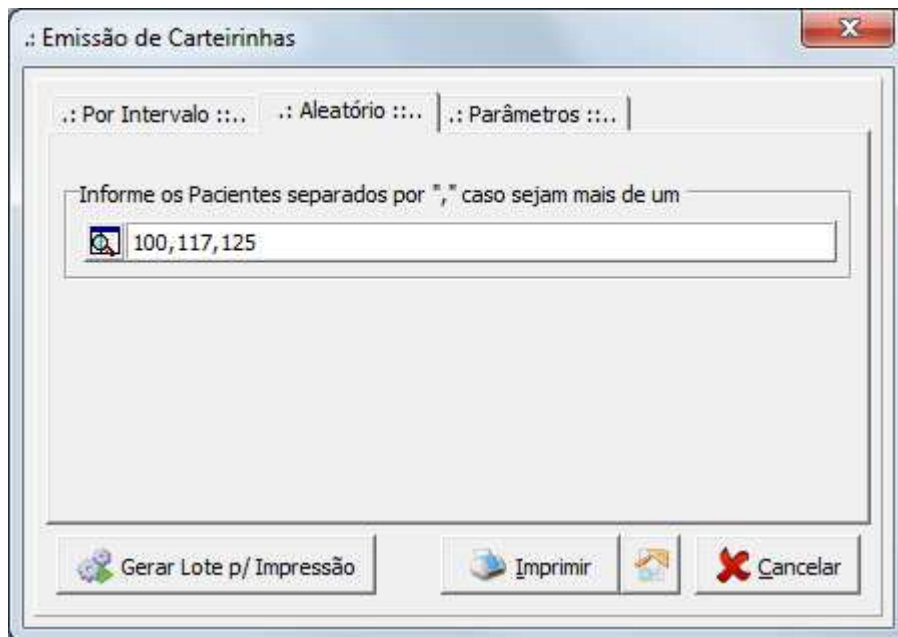 .: Emissão de Carteirinhas
.: Por Intervalo ::..  .: Aleatório ::..  .: Parâmetros ::..
Informe os Pacientes separados por "," caso sejam mais de um
100,117,125
Gerar Lote p/ Impressão  Imprimir  Cancelar